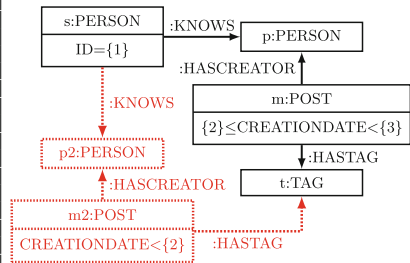 s:PERSON
:KNOWS
p:PERSON
ID={1}
:HASCREATOR
:KNOWS
m:POST
{2}≤CREATIONDATE<{3}
p2:PERSON
:HASTAG
:HASCREATOR
t:TAG
m2:POST
CREATIONDATE<{2}
:HASTAG